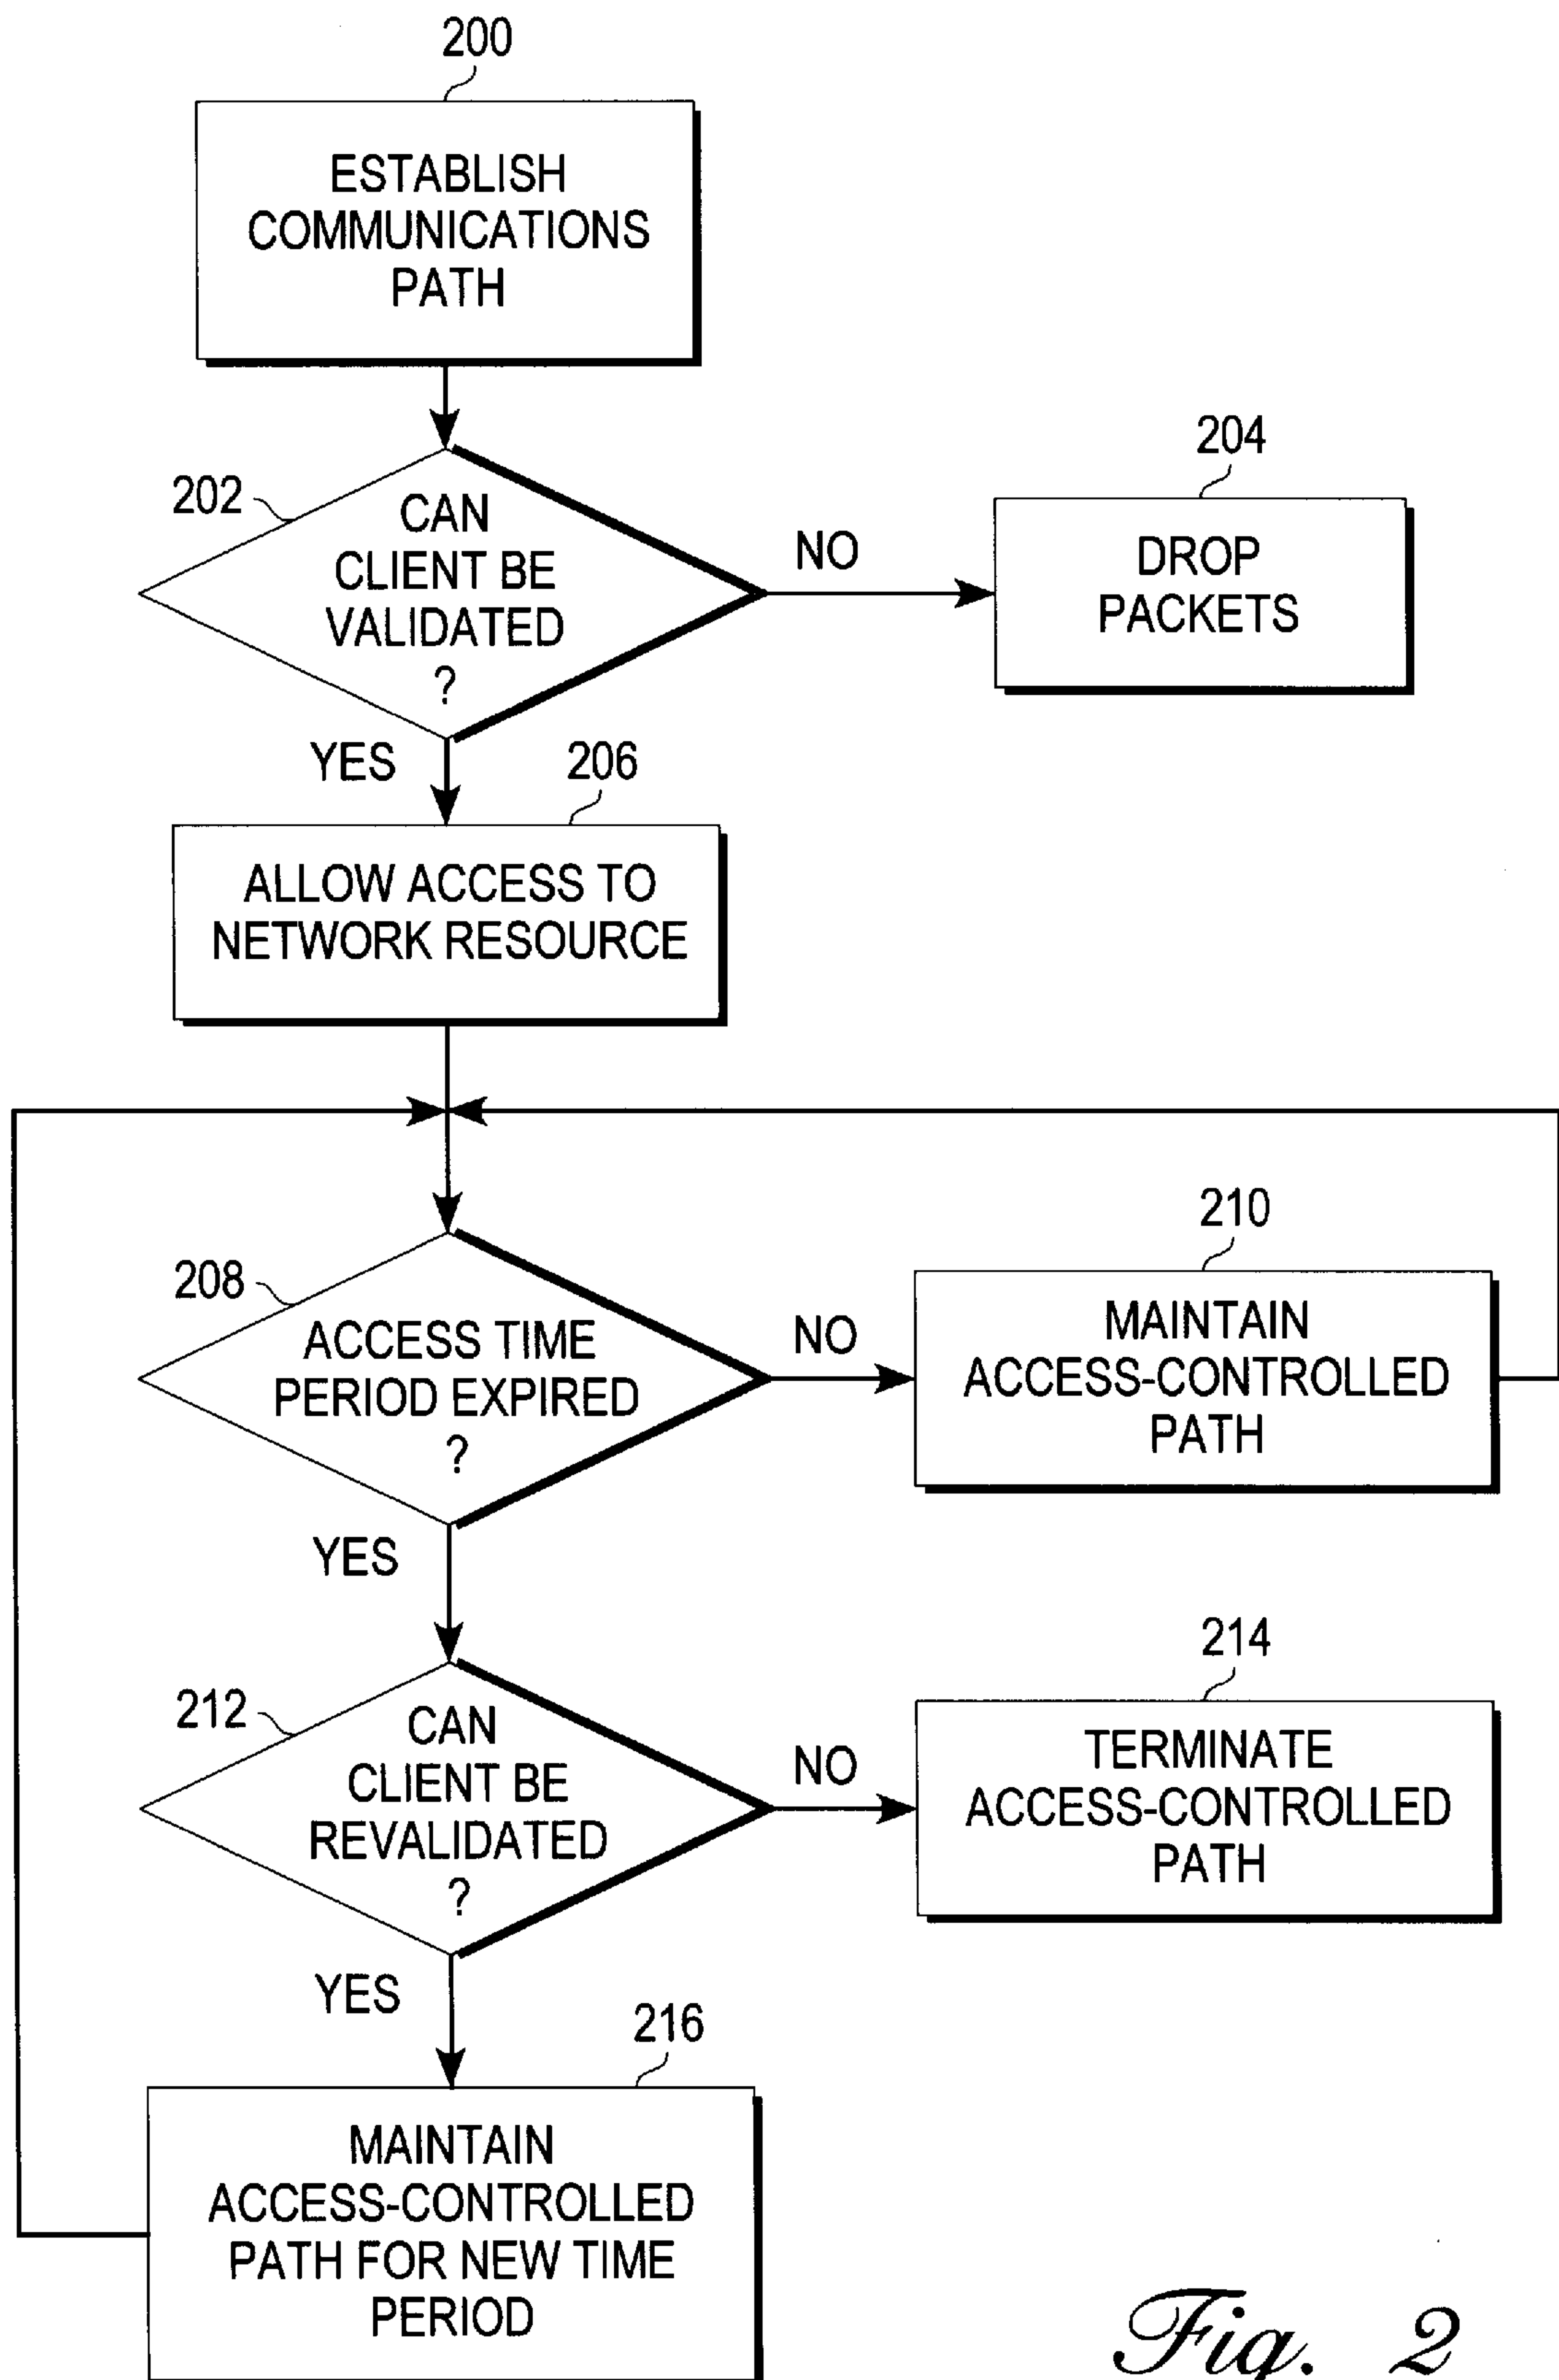 200
ESTABLISH
COMMUNICATIONS
PATH
202
CAN
CLIENT BE
VALIDATED
?
NO
204
DROP
PACKETS
YES
206
ALLOW ACCESS TO
NETWORK RESOURCE
208
ACCESS TIME
PERIOD EXPIRED
?
NO
210
MAINTAIN
ACCESS-CONTROLLED
PATH
YES
212
CAN
CLIENT BE
REVALIDATED
?
NO
214
TERMINATE
ACCESS-CONTROLLED
PATH
YES
216
MAINTAIN
ACCESS-CONTROLLED
PATH FOR NEW TIME
PERIOD
Fig. 2